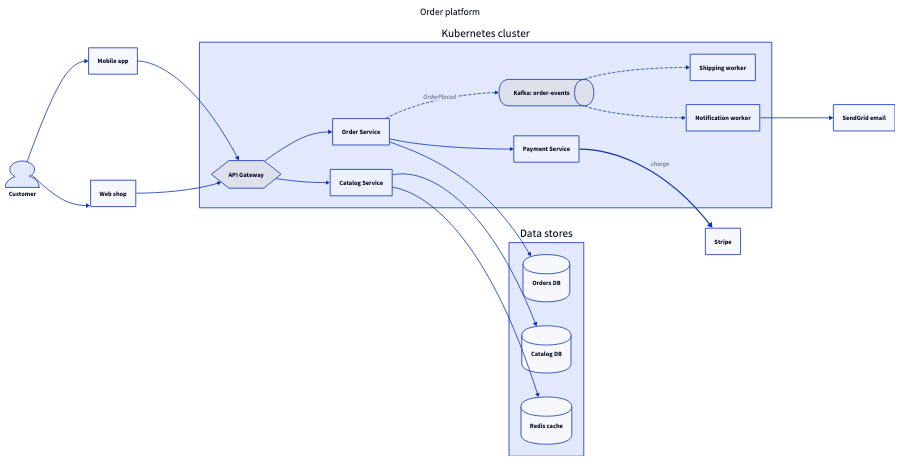 Order platform
Kubernetes cluster
Mobile app
Shipping worker
Kafka: order-events
OrderPlaced
Notification worker
SendGrid email
Order Service
Payment Service
charge
API Gateway
Catalog Service
Customer
Web shop
Data stores
Stripe
Orders DB
Catalog DB
Redis cache